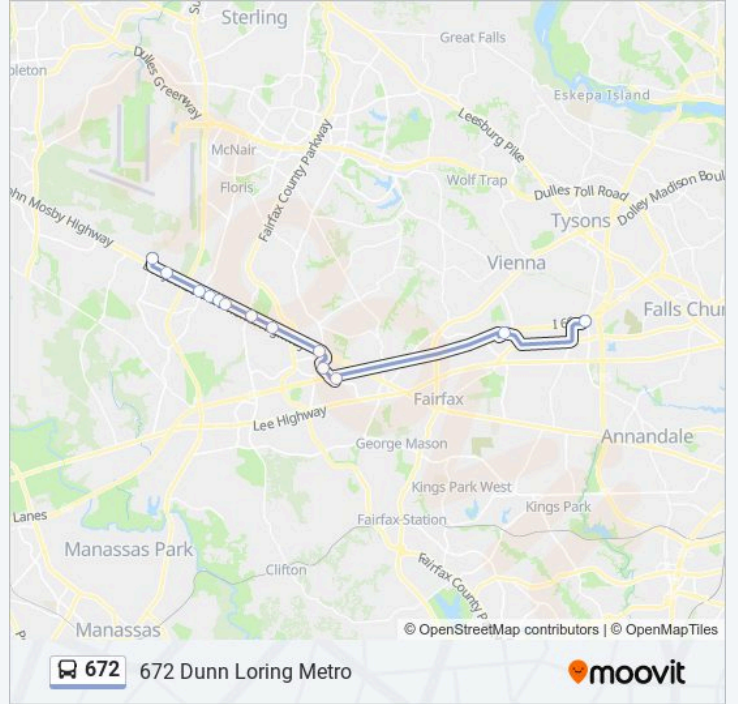 Sterling
Great Falls
pleton
Dulles Greenway
Eskepa Island
Leesburg Pike
McNair
Fairfax County Parkway
Wolf Trap
Floris
Dulles Toll Road
Dolley Madison Boul
hn Mosby Highway
Tysons
Vienna
Falls Chur
I 66
Fairfax
Lee Highway
Annandale
George Mason
Kings Park West
Kings Park
Lanes
Fairfax Station
Manassas Park
Clifton
Fairfax County P
Manassas
© OpenStreetMap contributors | © OpenMapTiles
672 672 Dunn Loring Metro
moovit